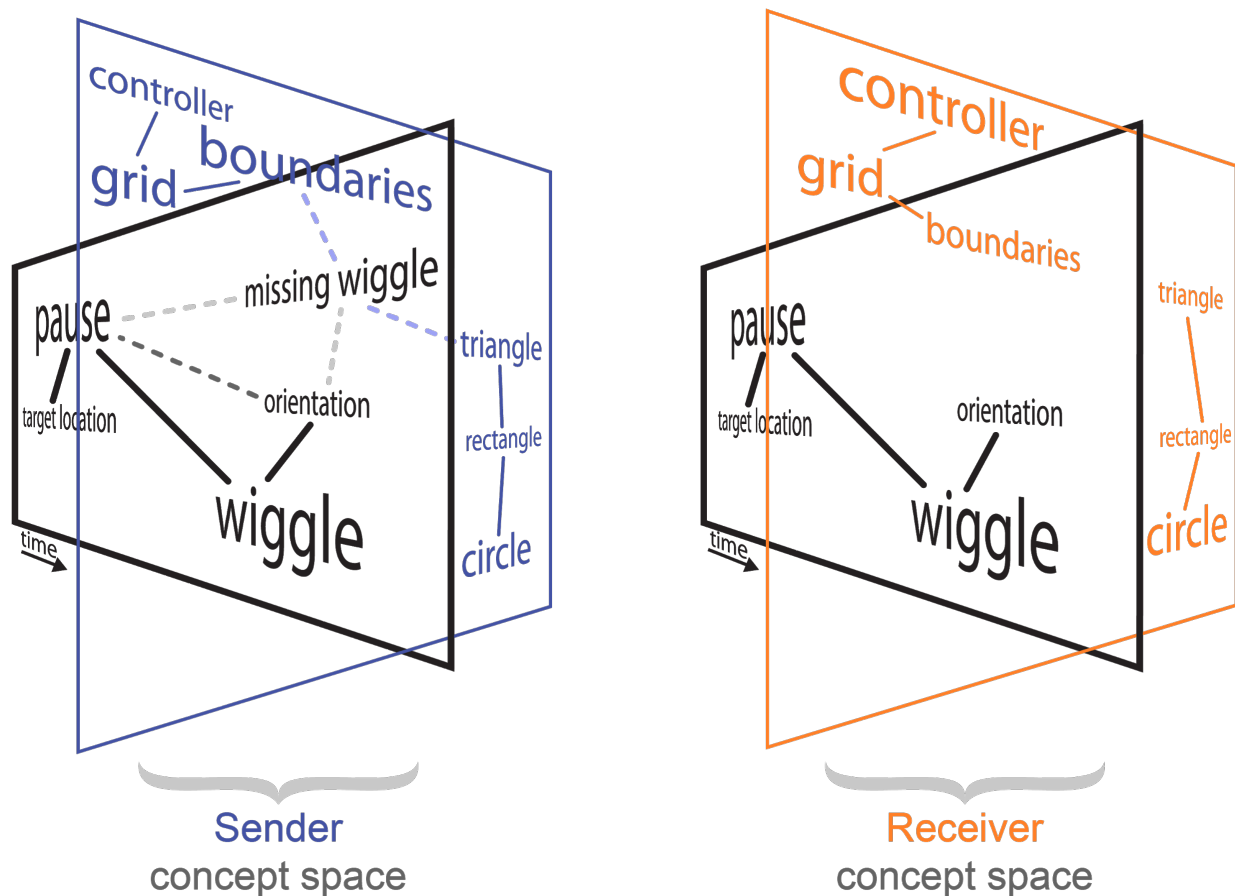 controller
boundaries
grid
missing wiggle
pause
triangle
orientation
target location
rectangle
wiggle
circle
time
Sender
concept space
controller
grid
boundaries
triangle
pause
orientation
target location
rectangle
wiggle
circle
time
Receiver
concept space